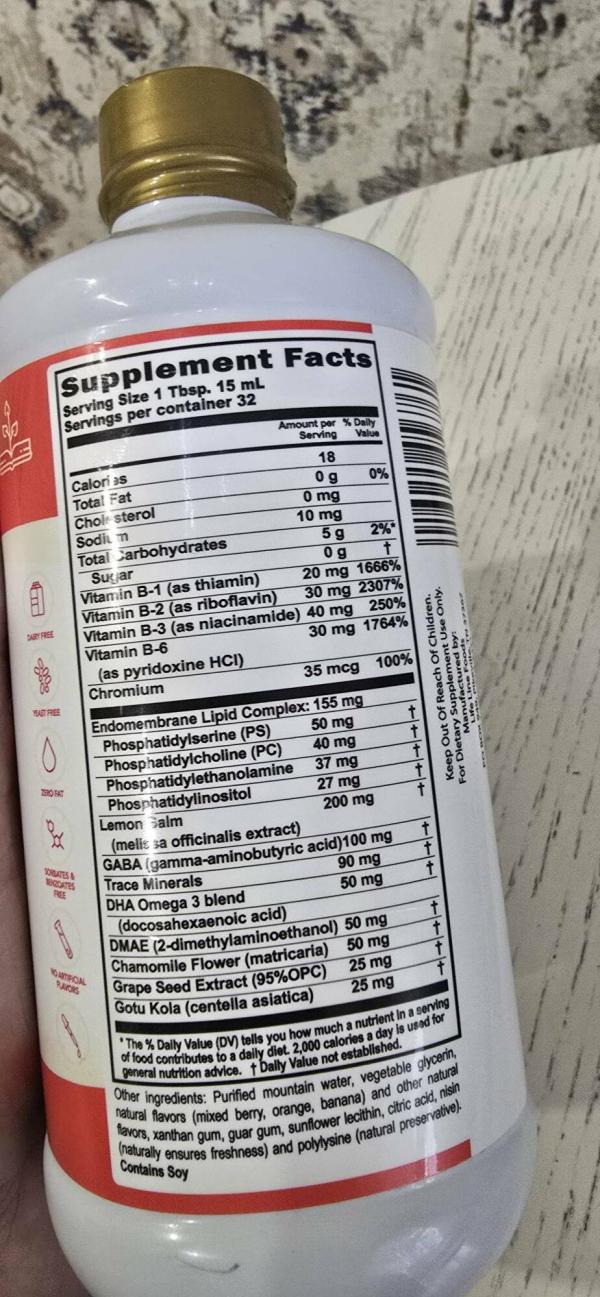 Supplement Facts
Serving Size 1 Tbsp. 15 mL
Servings per container 32
Amount per Serving % Daily Value
Calories 18
Total Fat 0 g 0%
Cholesterol 0 mg
Sodium 10 mg
Total Carbohydrates 5 g 2%*
Sugar 0 g †
Vitamin B-1 (as thiamin) 20 mg 1666%
Vitamin B-2 (as riboflavin) 30 mg 2307%
Vitamin B-3 (as niacinamide) 40 mg 250%
Vitamin B-6 30 mg 1764%
(as pyridoxine HCl)
Chromium 35 mcg 100%
Endomembrane Lipid Complex: 155 mg †
Phosphatidylserine (PS) 50 mg †
Phosphatidylcholine (PC) 40 mg †
Phosphatidylethanolamine 37 mg †
Phosphatidylinositol 27 mg †
Lemon Balm 200 mg
(melissa officinalis extract) †
GABA (gamma-aminobutyric acid)100 mg †
Trace Minerals 90 mg †
DHA Omega 3 blend 50 mg
(docosahexaenoic acid) †
DMAE (2-dimethylaminoethanol) 50 mg †
Chamomile Flower (matricaria) 50 mg †
Grape Seed Extract (95%OPC) 25 mg †
Gotu Kola (centella asiatica) 25 mg
* The % Daily Value (DV) tells you how much a nutrient in a serving
of food contributes to a daily diet. 2,000 calories a day is used for
general nutrition advice. † Daily Value not established.
Other ingredients: Purified mountain water, vegetable glycerin,
natural flavors (mixed berry, orange, banana) and other natural
flavors, xanthan gum, guar gum, sunflower lecithin, citric acid, nisin
(naturally ensures freshness) and polylysine (natural preservative).
Contains Soy
DAIRY FREE
YEAST FREE
ZERO FAT
SORBATES &
BENZOATES
FREE
NO ARTIFICIAL
FLAVORS
Keep Out Of Reach Of Children.
For Dietary Supplement Use Only.
Manufactured by:
Life Line Foods